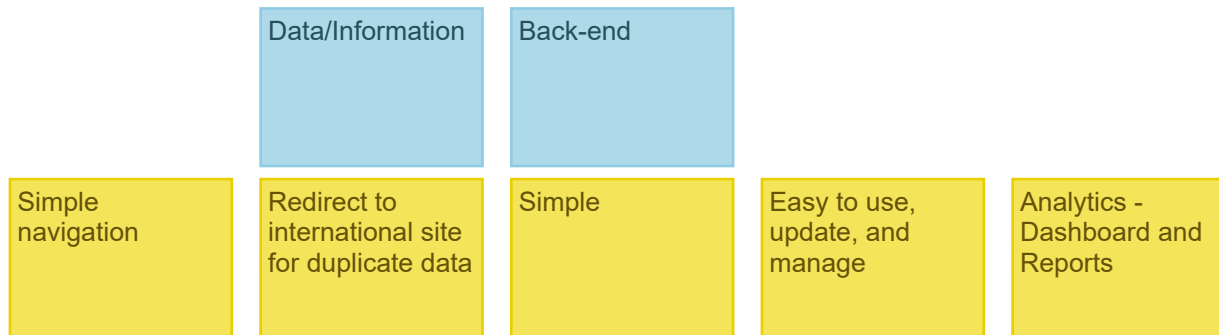 Data/Information
Back-end
Simple
navigation
Redirect to
international site
for duplicate data
Simple
Easy to use,
update, and
manage
Analytics -
Dashboard and
Reports